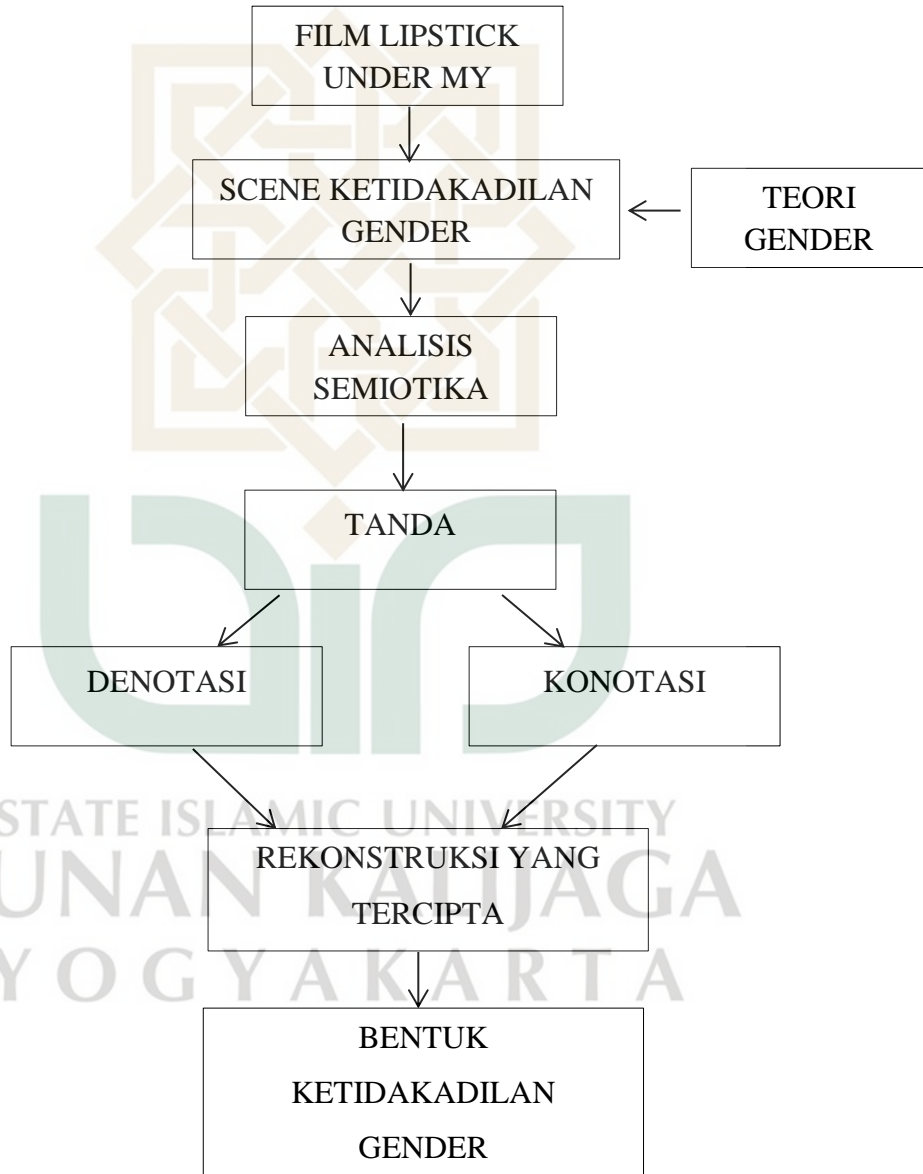 FILM LIPSTICK
UNDER MY
SCENE KETIDAKADILAN
GENDER
TEORI
GENDER
ANALISIS
SEMIOTIKA
TANDA
DENOTASI
KONOTASI
STATE ISLAMIC UNIVERSITY
REKONSTRUKSI YANG
UNAN KALIJAGA
TERCIPTA
YOGYAKARTA
BENTUK
KETIDAKADILAN
GENDER